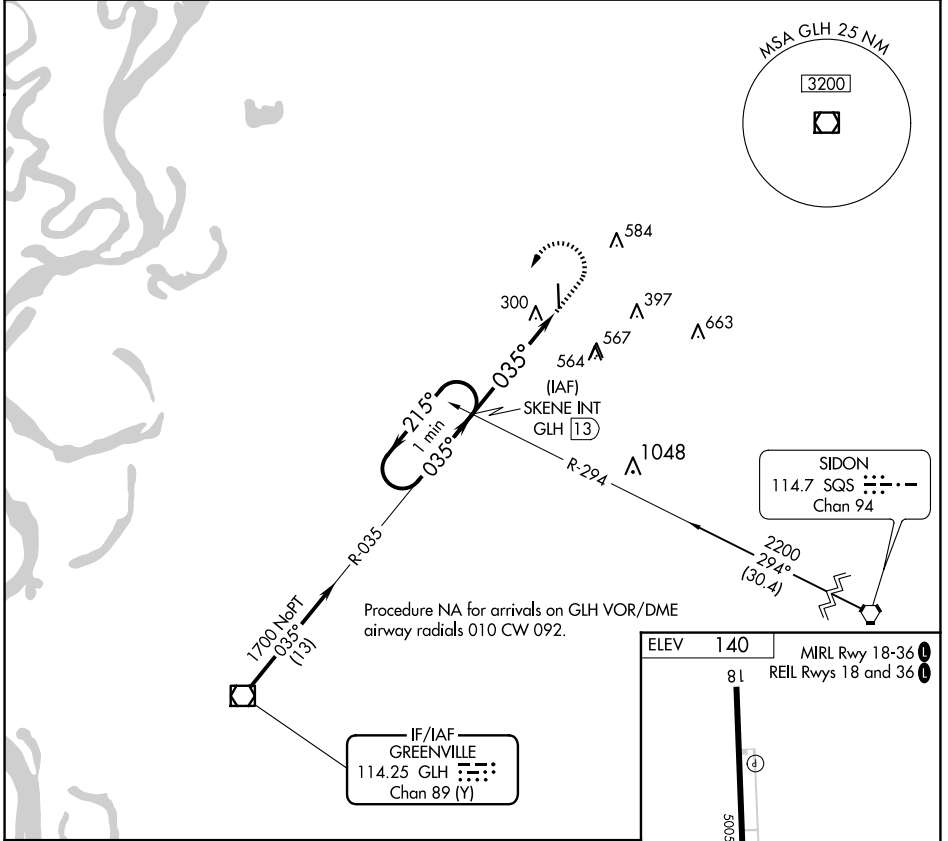 MSA GLH 25 NM
3200
584
300
397
663
567
564
035°
(IAF)
SKENE INT
GLH 13
215°
1 min
035°
1048
R-294
SIDON
114.7 SQS
Chan 94
2200
294°
(30.4)
R-035
1700 NoPT
035°
(13)
Procedure NA for arrivals on GLH VOR/DME
airway radials 010 CW 092.
IF/IAF
GREENVILLE
114.25 GLH
Chan 89 (Y)
ELEV 140
MIRL Rwy 18-36 L
REIL Rwys 18 and 36 L
18
P
5005